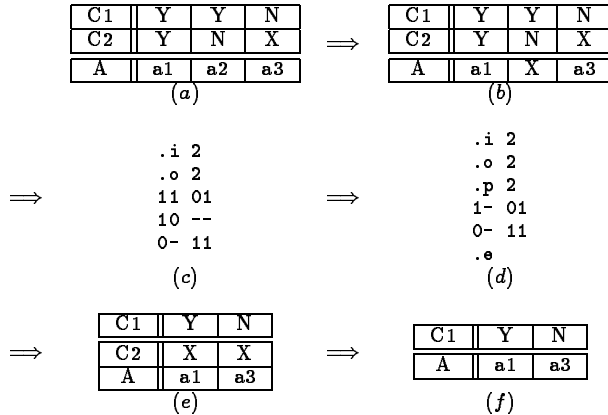 C1 Y Y N
C2 Y N X
A a1 a2 a3
(a)
⟹
C1 Y Y N
C2 Y N X
A a1 X a3
(b)
⟹
.i 2
.o 2
11 01
10 --
0- 11
(c)
⟹
.i 2
.o 2
.p 2
1- 01
0- 11
.e
(d)
⟹
C1 Y N
C2 X X
A a1 a3
(e)
⟹
C1 Y N
A a1 a3
(f)